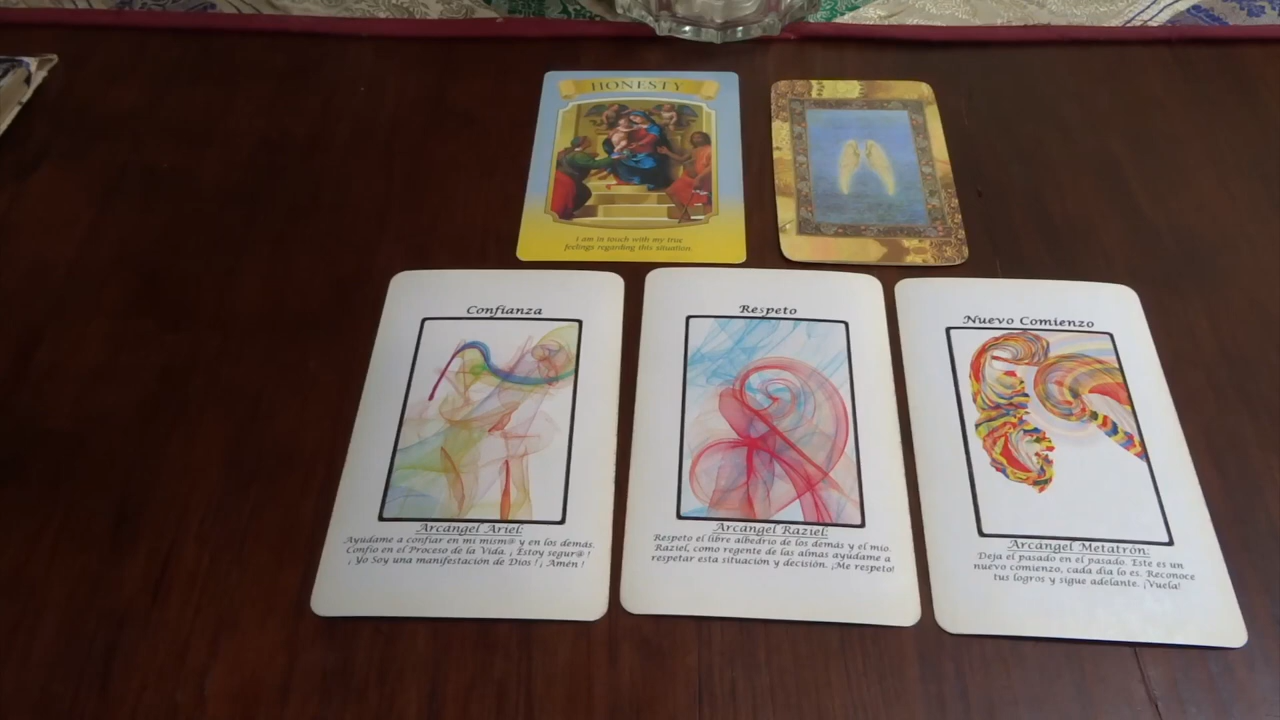 HONESTY
i am in touch with my true
feelings regarding this situation.
Confianza
Arcángel Ariel:
Ayúdame a confiar en mi mism@ y en los demás.
Confío en el Proceso de la Vida. ¡ Estoy segur@ !
¡ Yo Soy una manifestación de Dios ! ¡ Amén !
Respeto
Arcángel Raziel:
Respeto el libre albedrio de los demás y el mío.
Raziel, como regente de las almas ayúdame a
respetar esta situación y decisión. ¡Me respeto!
Nuevo Comienzo
Arcángel Metatrón:
Deja el pasado en el pasado. Este es un
nuevo comienzo, cada día lo es. Reconoce
tus logros y sigue adelante. ¡Vuela!